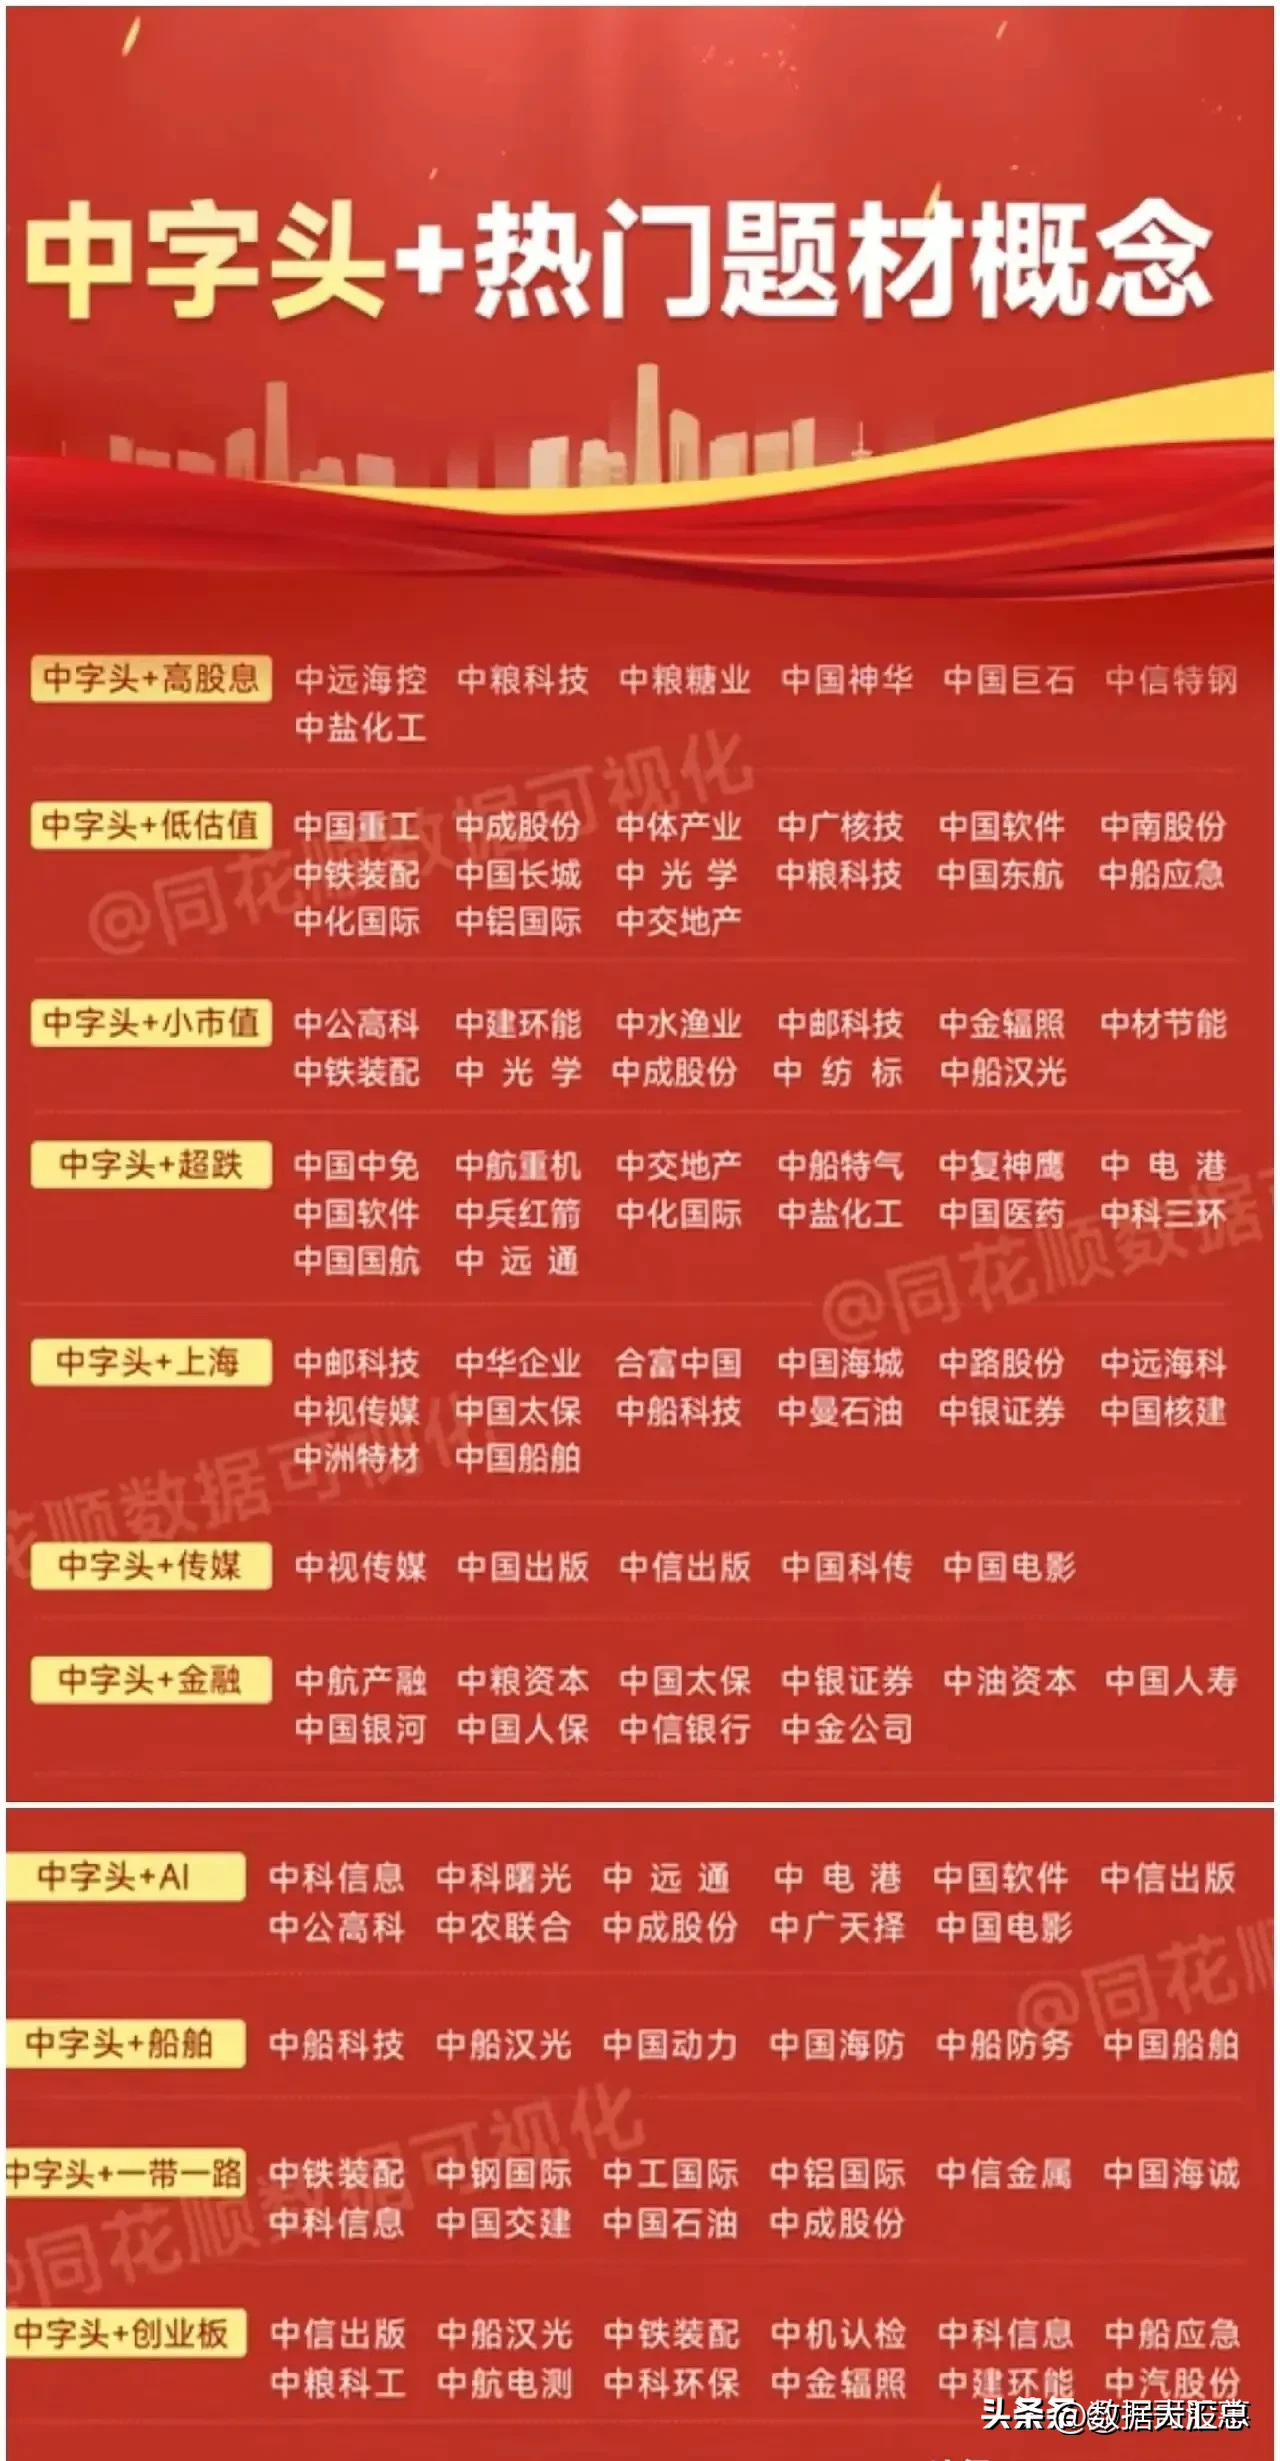 中字头+热门题材概念
中字头+高股息 中远海控 中粮科技 中粮糖业 中国神华 中国巨石 中信特钢
中盐化工
中字头+低估值 中国重工 中成股份 中体产业 中广核技 中国软件 中南股份
中铁装配 中国长城 中光学 中粮科技 中国东航 中船应急
中化国际 中铝国际 中交地产
中字头+小市值 中公高科 中建环能 中水渔业 中邮科技 中金辐照 中材节能
中铁装配 中光学 中成股份 中纺标 中船汉光
中字头+超跌 中国中免 中航重机 中交地产 中船特气 中复神鹰 中电港
中国软件 中兵红箭 中化国际 中盐化工 中国医药 中科三环
中国国航 中远通
中字头+上海 中邮科技 中华企业 合富中国 中国海城 中路股份 中远海科
中视传媒 中国太保 中船科技 中曼石油 中银证券 中国核建
中洲特材 中国船舶
中字头+传媒 中视传媒 中国出版 中信出版 中国科传 中国电影
中字头+金融 中航产融 中粮资本 中国太保 中银证券 中油资本 中国人寿
中国银河 中国人保 中信银行 中金公司
@同花顺数据可视化
@同花顺数据可
花顺数据可视化
中字头+AI 中科信息 中科曙光 中远通 中电港 中国软件 中信出版
中公高科 中农联合 中成股份 中广天择 中国电影
中字头+船舶 中船科技 中船汉光 中国动力 中国海防 中船防务 中国船舶
中字头+一带一路 中铁装配 中钢国际 中工国际 中铝国际 中信金属 中国海诚
中科信息 中国交建 中国石油 中成股份
中字头+创业板 中信出版 中船汉光 中铁装配 中机认检 中科信息 中船应急
中粮科工 中航电测 中科环保 中金辐照 中建环能 中汽股份
@同花顺
@同花顺数据可视化
头条 @数据